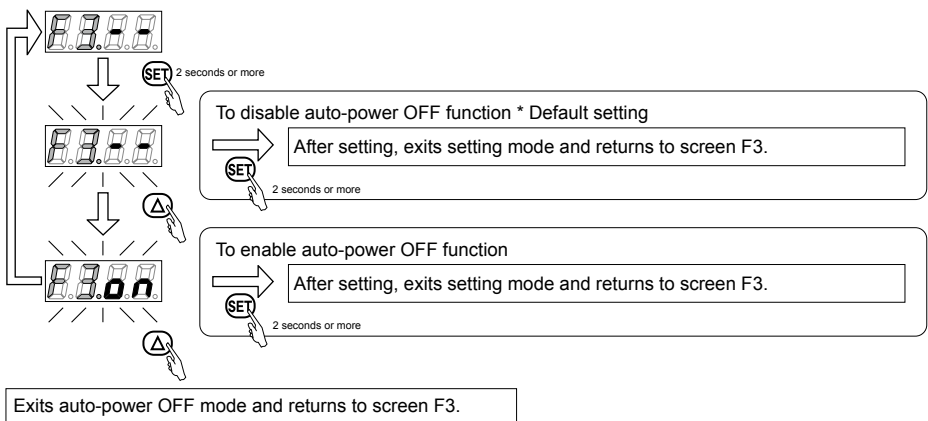 F3.--
SET 2 seconds or more
To disable auto-power OFF function * Default setting
F3.--
After setting, exits setting mode and returns to screen F3.
SET
2 seconds or more
To enable auto-power OFF function
F3.on
After setting, exits setting mode and returns to screen F3.
SET
2 seconds or more
Exits auto-power OFF mode and returns to screen F3.